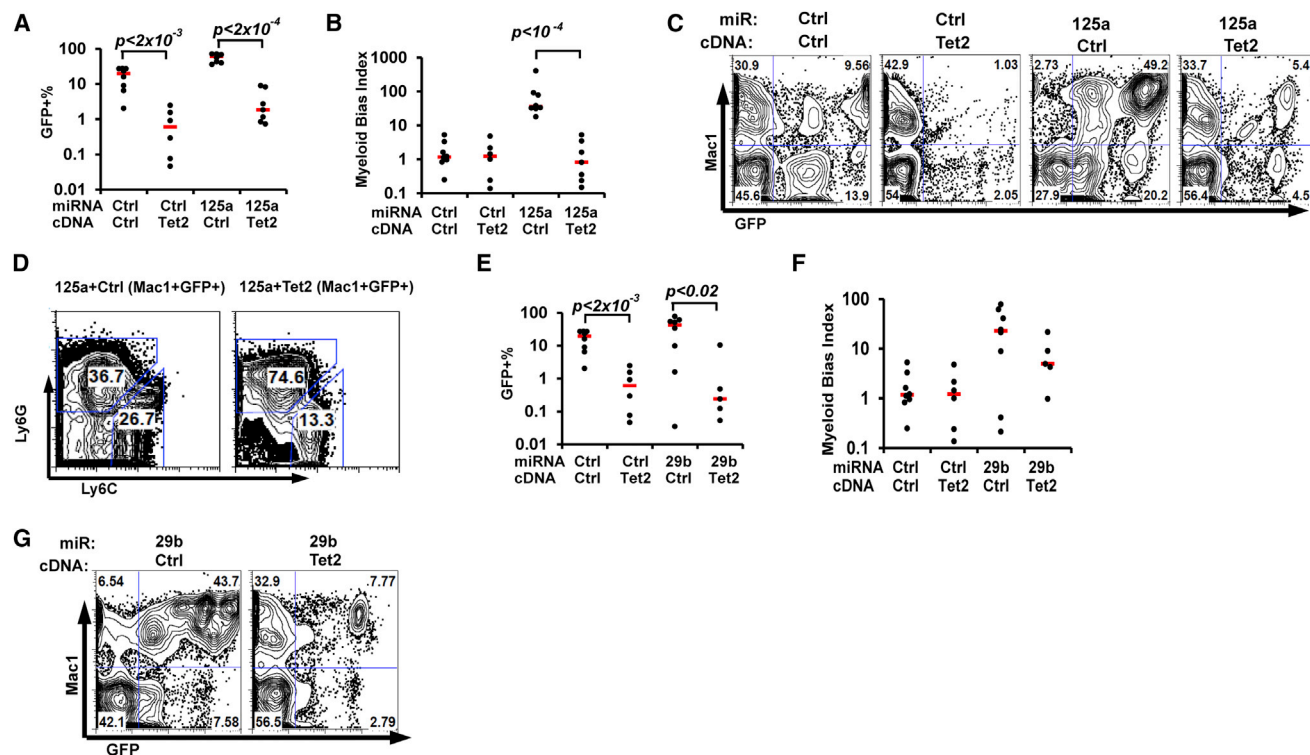 A
p<2x10-3
p<2x10-4
GFP+%
100
10
1
0.1
0.01
miRNA Ctrl Ctrl 125a 125a
cDNA Ctrl Tet2 Ctrl Tet2
B
p<10-4
Myeloid Bias Index
1000
100
10
1
0.1
miRNA Ctrl Ctrl 125a 125a
cDNA Ctrl Tet2 Ctrl Tet2
C
miR: Ctrl Ctrl 125a 125a
cDNA: Ctrl Tet2 Ctrl Tet2
30.9 9.56 42.9 1.03 2.73 49.2 33.7 5.4
Mac1
45.6 13.9 54 2.05 27.9 20.2 56.4 4.5
GFP
D
125a+Ctrl (Mac1+GFP+) 125a+Tet2 (Mac1+GFP+)
36.7 74.6
26.7 13.3
Ly6G
Ly6C
E
p<2x10-3
p<0.02
GFP+%
100
10
1
0.1
0.01
miRNA Ctrl Ctrl 29b 29b
cDNA Ctrl Tet2 Ctrl Tet2
F
Myeloid Bias Index
100
10
1
0.1
miRNA Ctrl Ctrl 29b 29b
cDNA Ctrl Tet2 Ctrl Tet2
G
miR: 29b 29b
cDNA: Ctrl Tet2
6.54 43.7 32.9 .7.77
Mac1
42.1 7.58 56.5 2.79
GFP